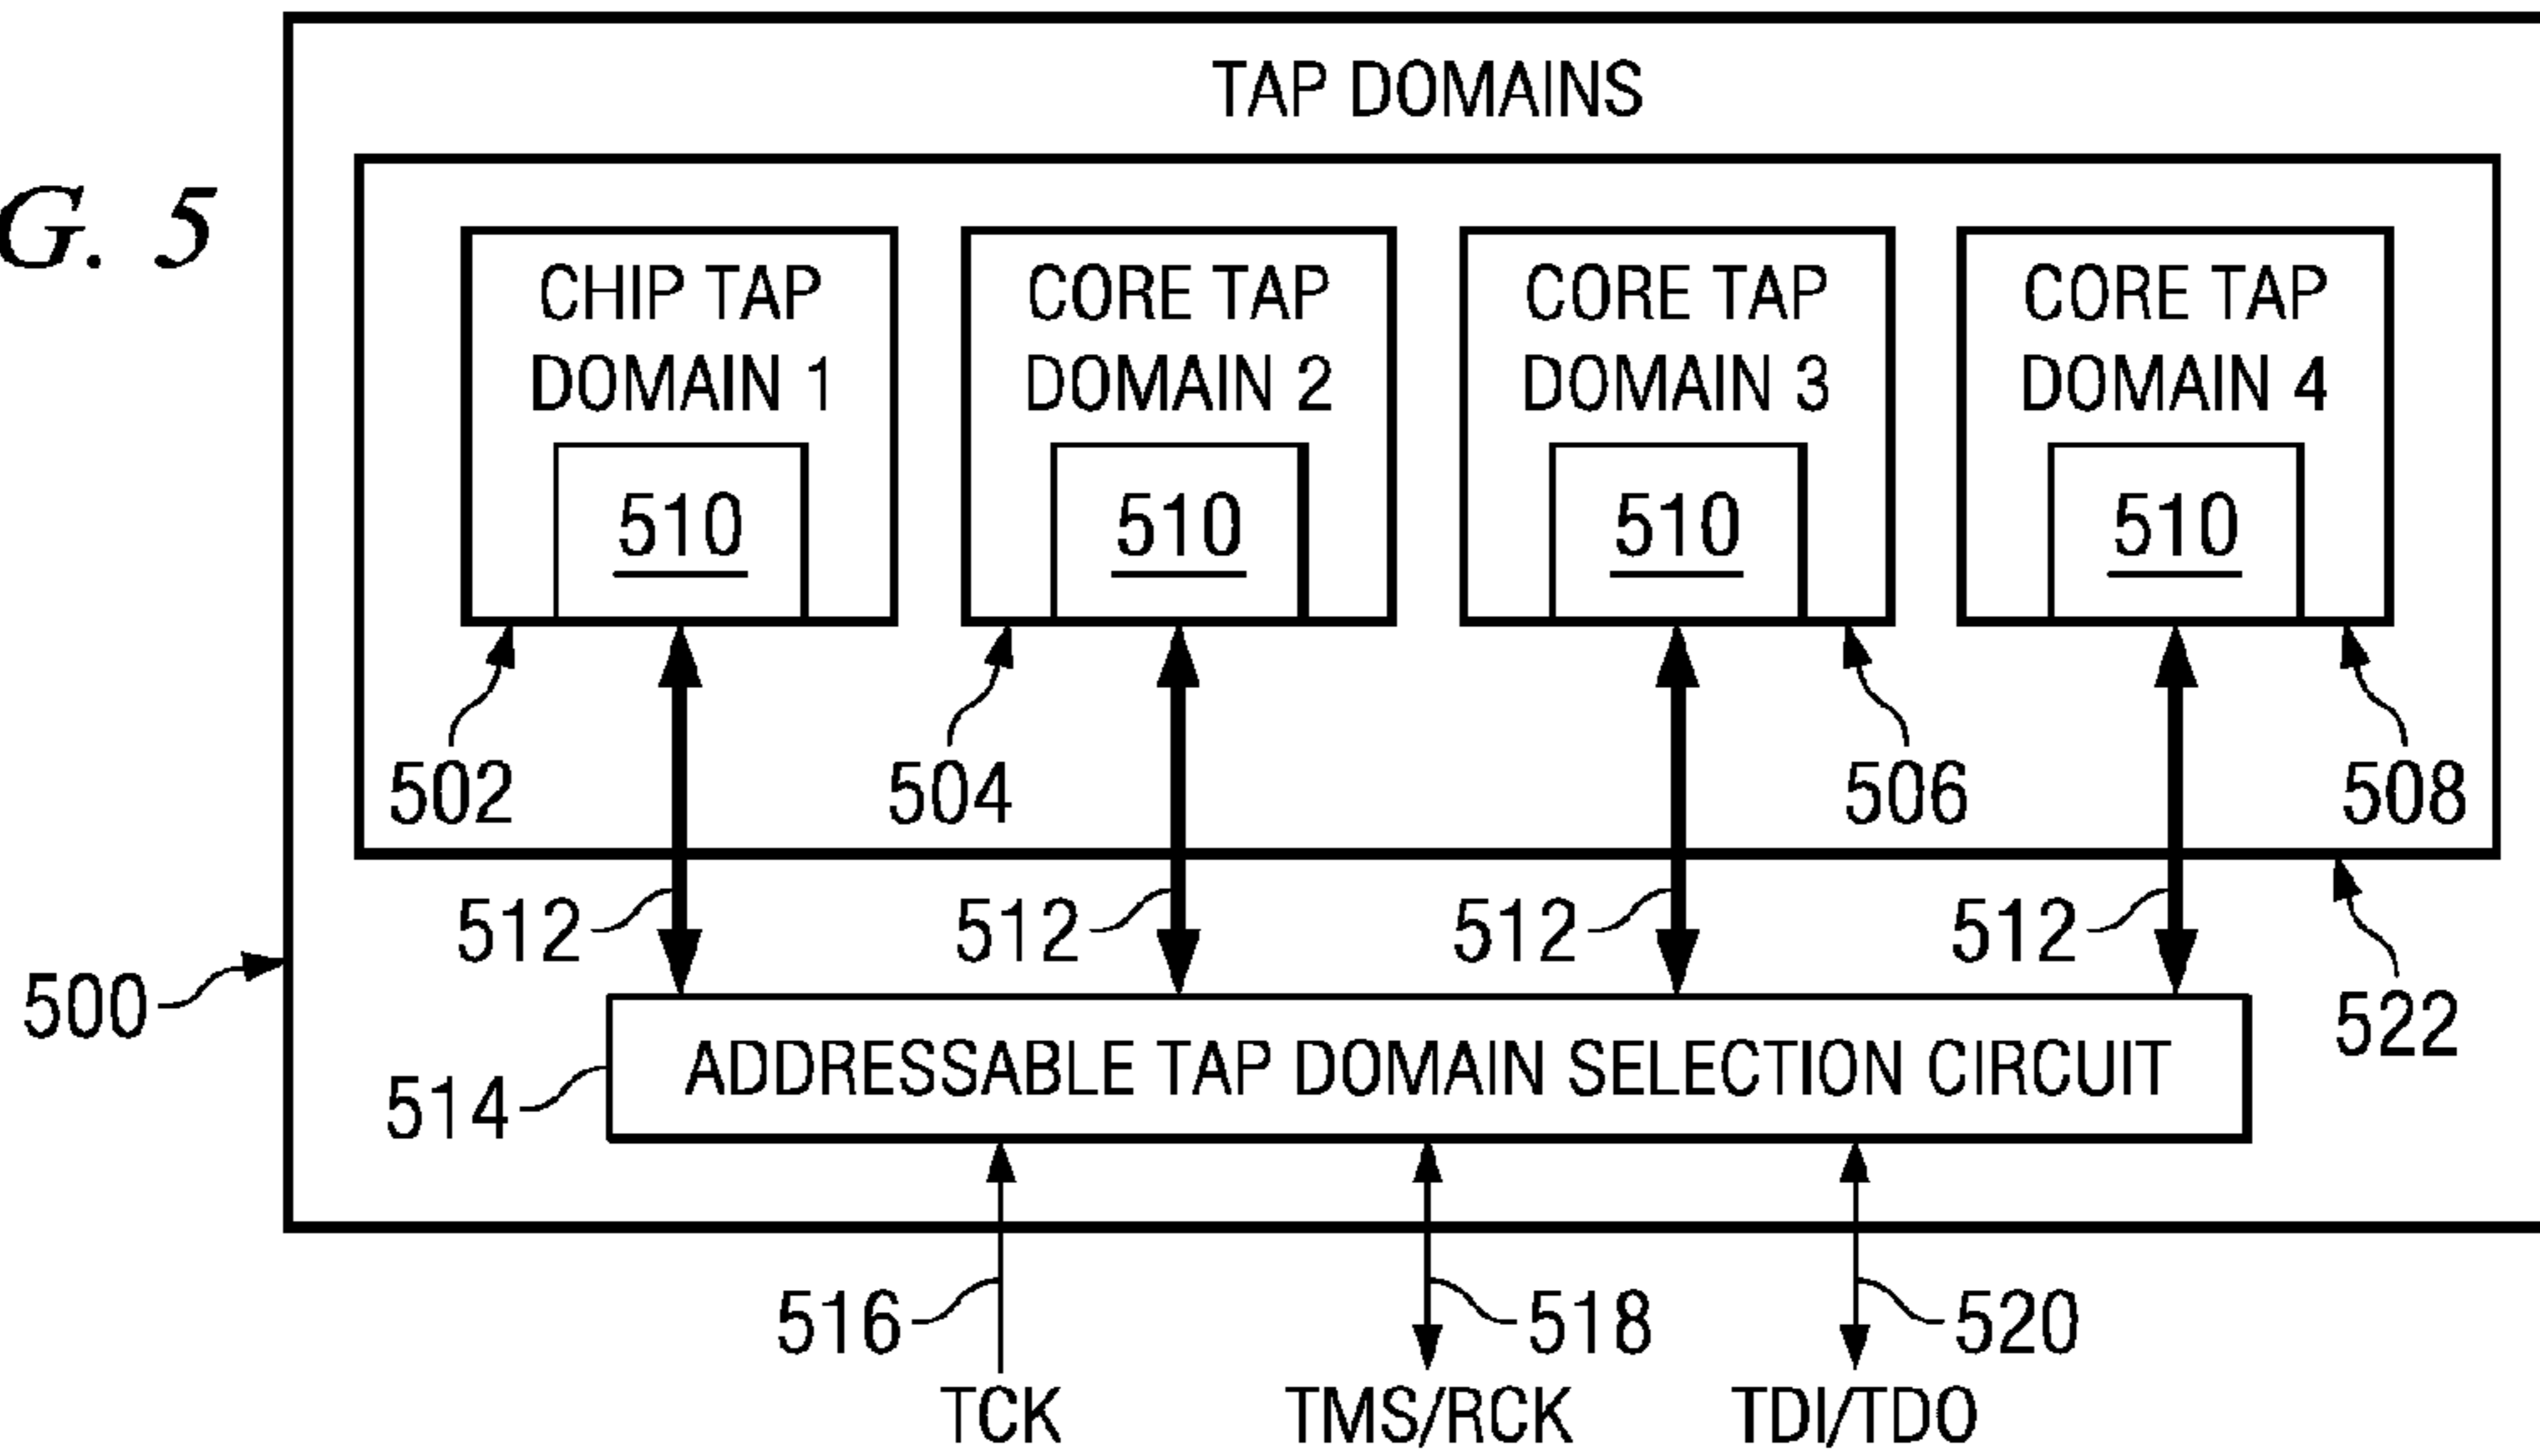 TAP DOMAINS
G. 5
CHIP TAP DOMAIN 1
CORE TAP DOMAIN 2
CORE TAP DOMAIN 3
CORE TAP DOMAIN 4
510
510
510
510
502
504
506
508
512
512
512
512
500
522
514
ADDRESSABLE TAP DOMAIN SELECTION CIRCUIT
516
518
520
TCK
TMS/RCK
TDI/TDO